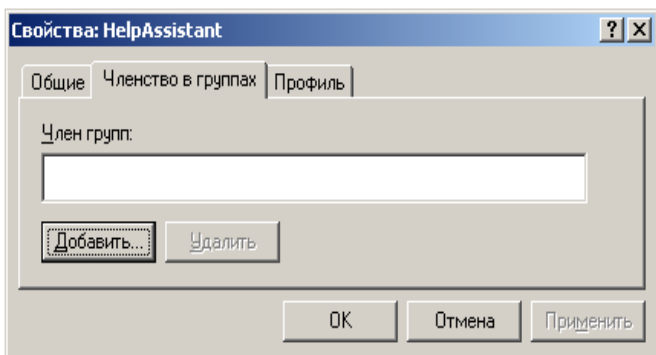 Свойства: HelpAssistant
Общие Членство в группах Профиль
Член групп:
Добавить... Удалить
OK Отмена Применить